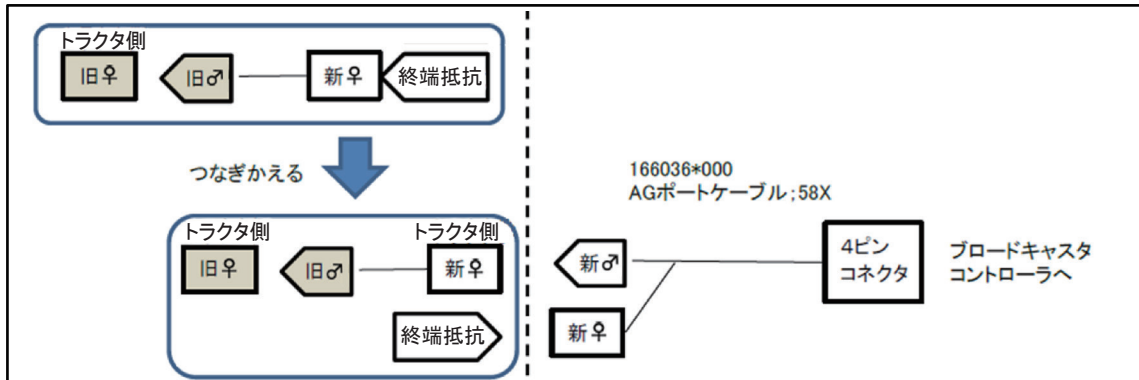 トラクタ側
旧♀
旧♂
新♀
終端抵抗
つなぎかえる
トラクタ側
トラクタ側
旧♀
旧♂
新♀
終端抵抗
166036*000
AGポートケーブル;58X
新♂
新♀
4ピン
コネクタ
ブロードキャスタ
コントローラへ